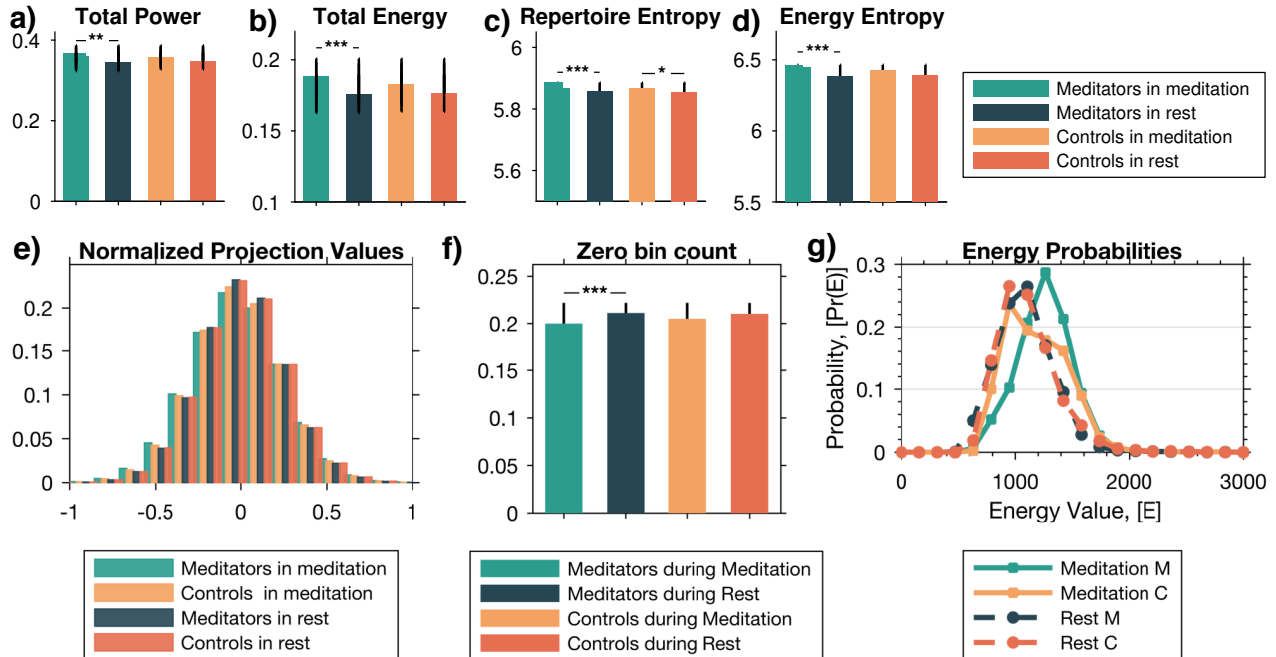 a) Total Power
0.4
0.2
0
**
b) Total Energy
0.2
0.15
0.1
***
c) Repertoire Entropy
6
5.8
5.6
***
*
d) Energy Entropy
6.5
6
5.5
***
Meditators in meditation
Meditators in rest
Controls in meditation
Controls in rest
e) Normalized Projection Values
0.2
0.15
0.1
0.05
0
-1 -0.5 0 0.5 1
Meditators in meditation
Controls in meditation
Meditators in rest
Controls in rest
f) Zero bin count
0.25
0.2
0.15
0.1
0.05
0
***
Meditators during Meditation
Meditators during Rest
Controls during Meditation
Controls during Rest
g) Energy Probabilities
Probability, [Pr(E)]
0.3
0.2
0.1
0
0 1000 2000 3000
Energy Value, [E]
Meditation M
Meditation C
Rest M
Rest C